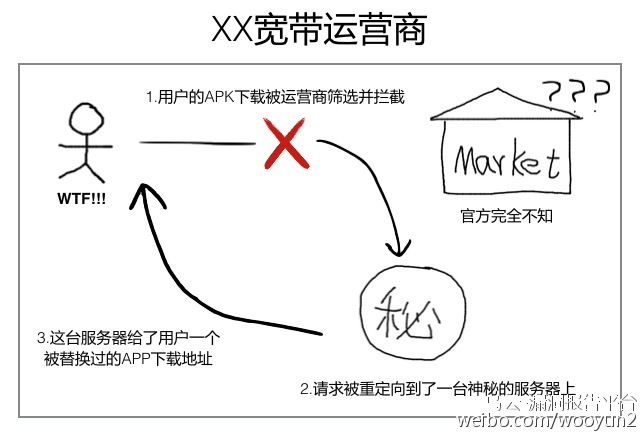 XX宽带运营商
1.用户的APK下载被运营商筛选并拦截
???
Market
WTF!!!
官方完全不知
秘
3.这台服务器给了用户一个
被替换过的APP下载地址
2.请求被重定向到了一台神秘的服务器上
乌云-漏洞报告平台
weibo.com/wooyun2